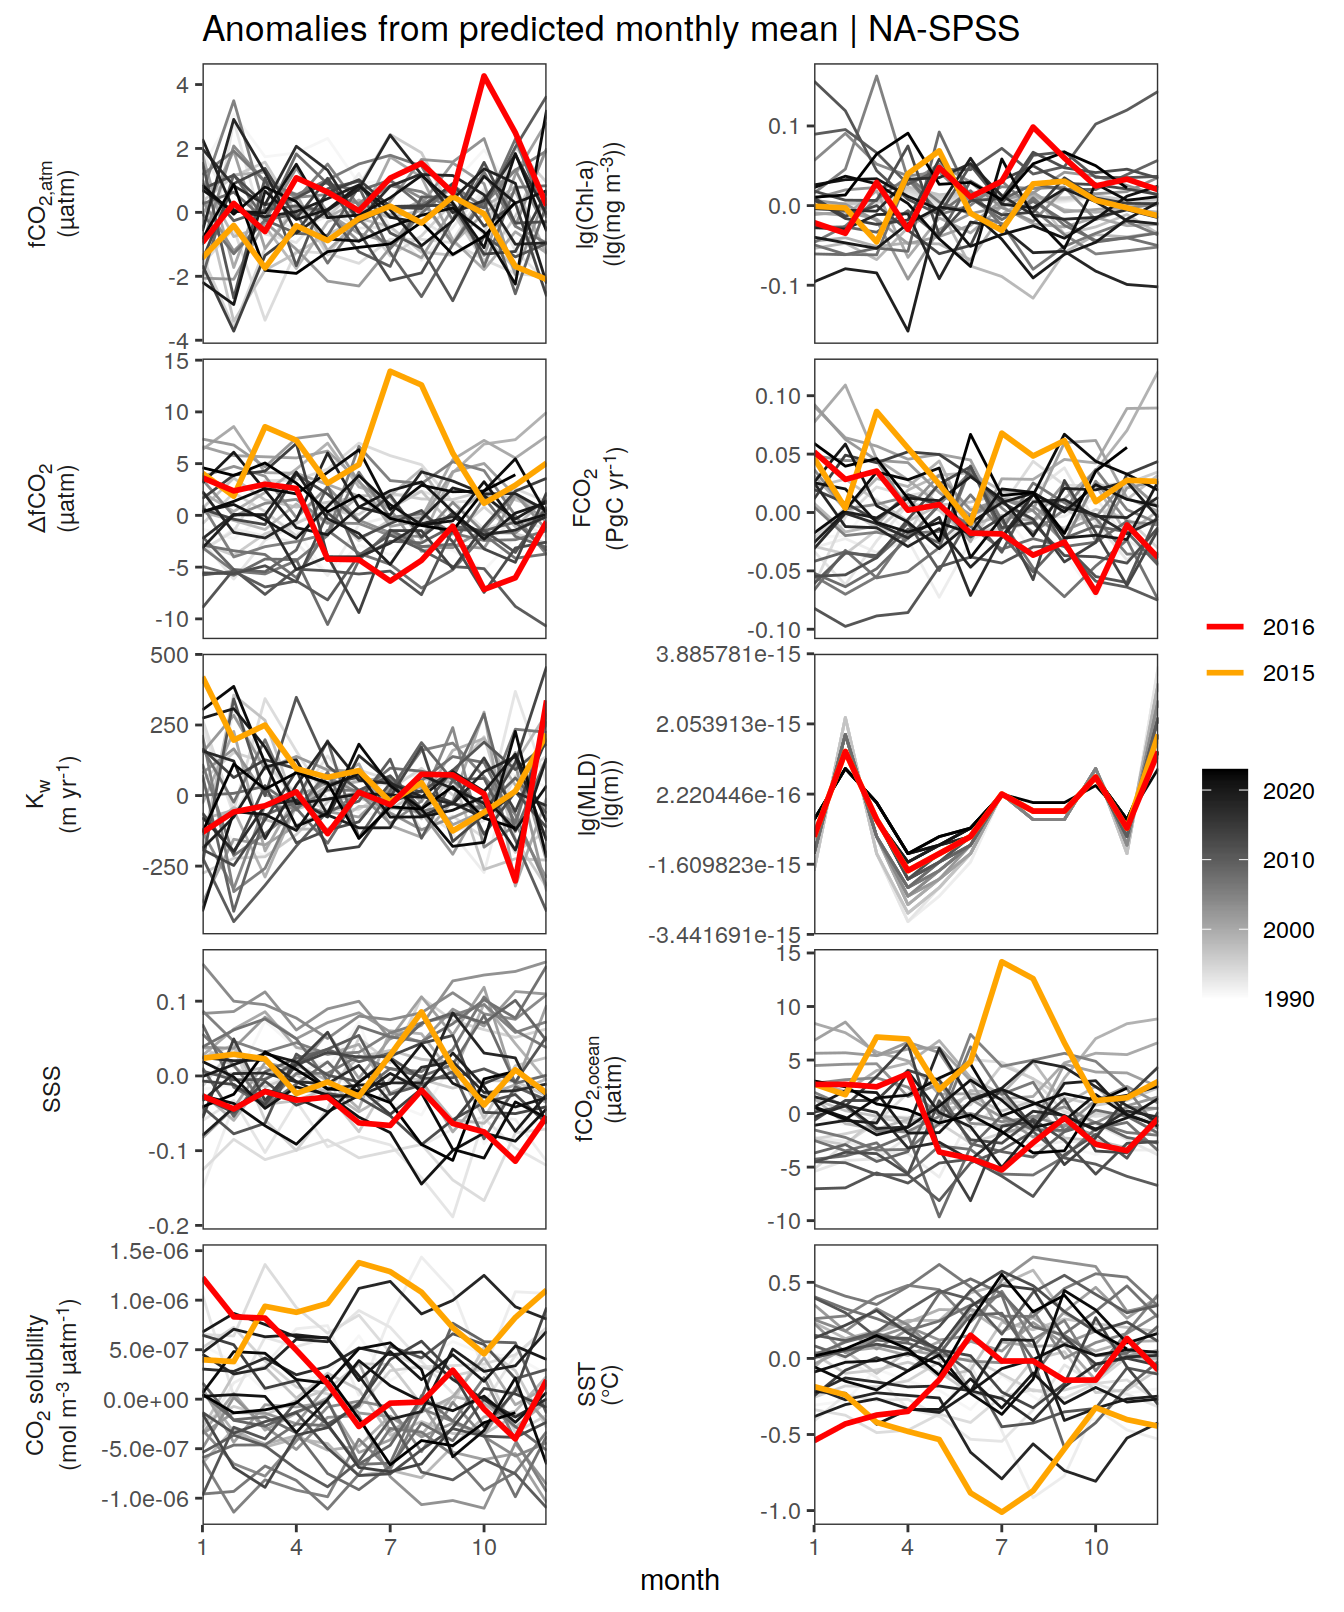 Anomalies from predicted monthly mean | NA-SPSS
fCO2,atm
(µatm)
4
2
0
-2
-4
lg(Chl-a)
(lg(mg m-3))
0.1
0.0
-0.1
ΔfCO2
(µatm)
15
10
5
0
-5
-10
FCO2
(PgC yr-1)
0.10
0.05
0.00
-0.05
-0.10
Kw
(m yr-1)
500
250
0
-250
lg(MLD)
(lg(m))
3.885781e-15
2.053913e-15
2.220446e-16
-1.609823e-15
-3.441691e-15
SSS
0.1
0.0
-0.1
-0.2
fCO2,ocean
(µatm)
15
10
5
0
-5
-10
CO2 solubility
(mol m-3 µatm-1)
1.5e-06
1.0e-06
5.0e-07
0.0e+00
-5.0e-07
-1.0e-06
SST
(°C)
0.5
0.0
-0.5
-1.0
1 4 7 10
1 4 7 10
month
2016
2015
2020
2010
2000
1990